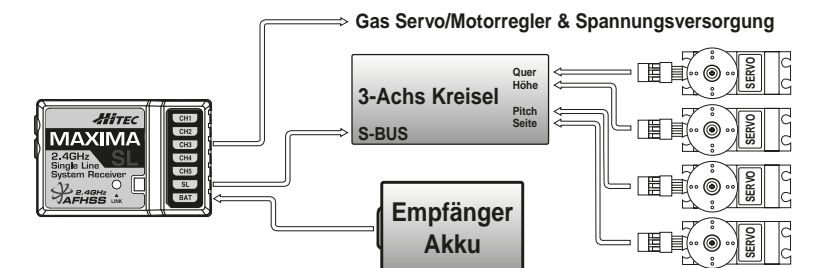 Gas Servo/Motorregler & Spannungsversorgung
3-Achs Kreisel
S-BUS
Quer
Höhe
Pitch
Seite
HiTEC
MAXIMA
SL
2.4GHz
Single Line
System Receiver
2.4GHz
AFHSS
LINK
CH1
CH2
CH3
CH4
CH5
SL
BAT
Empfänger
Akku
SERVO
SERVO
SERVO
SERVO